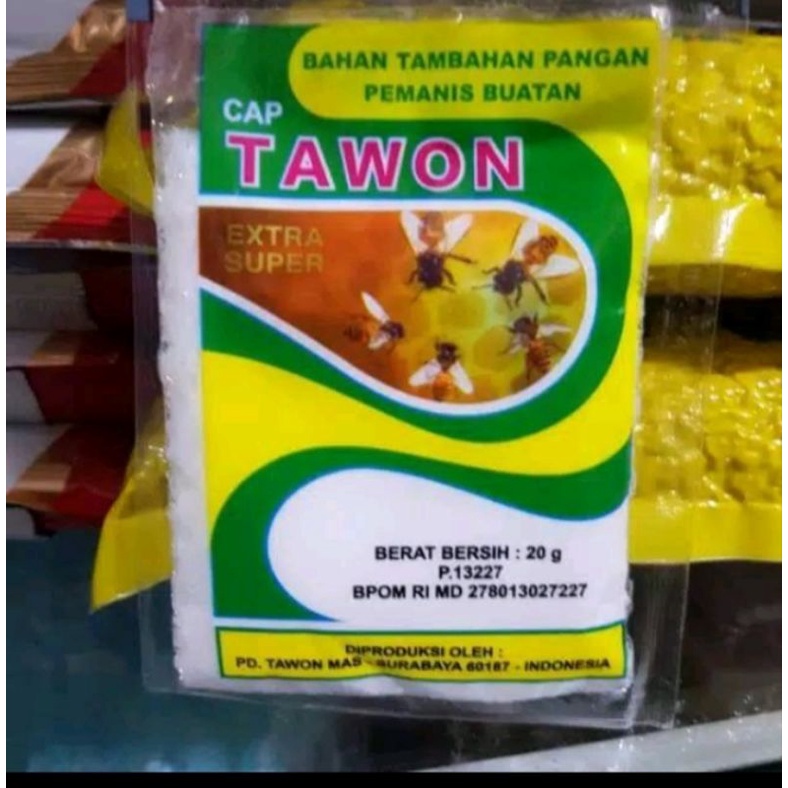 BAHAN TAMBAHAN PANGAN
PEMANIS BUATAN
CAP
TAWON
EXTRA
SUPER
BERAT BERSIH : 20 g
P.13227
BPOM RI MD 278013027227
DIPRODUKSI OLEH :
PD. TAWON MAS - SURABAYA 60187 - INDONESIA